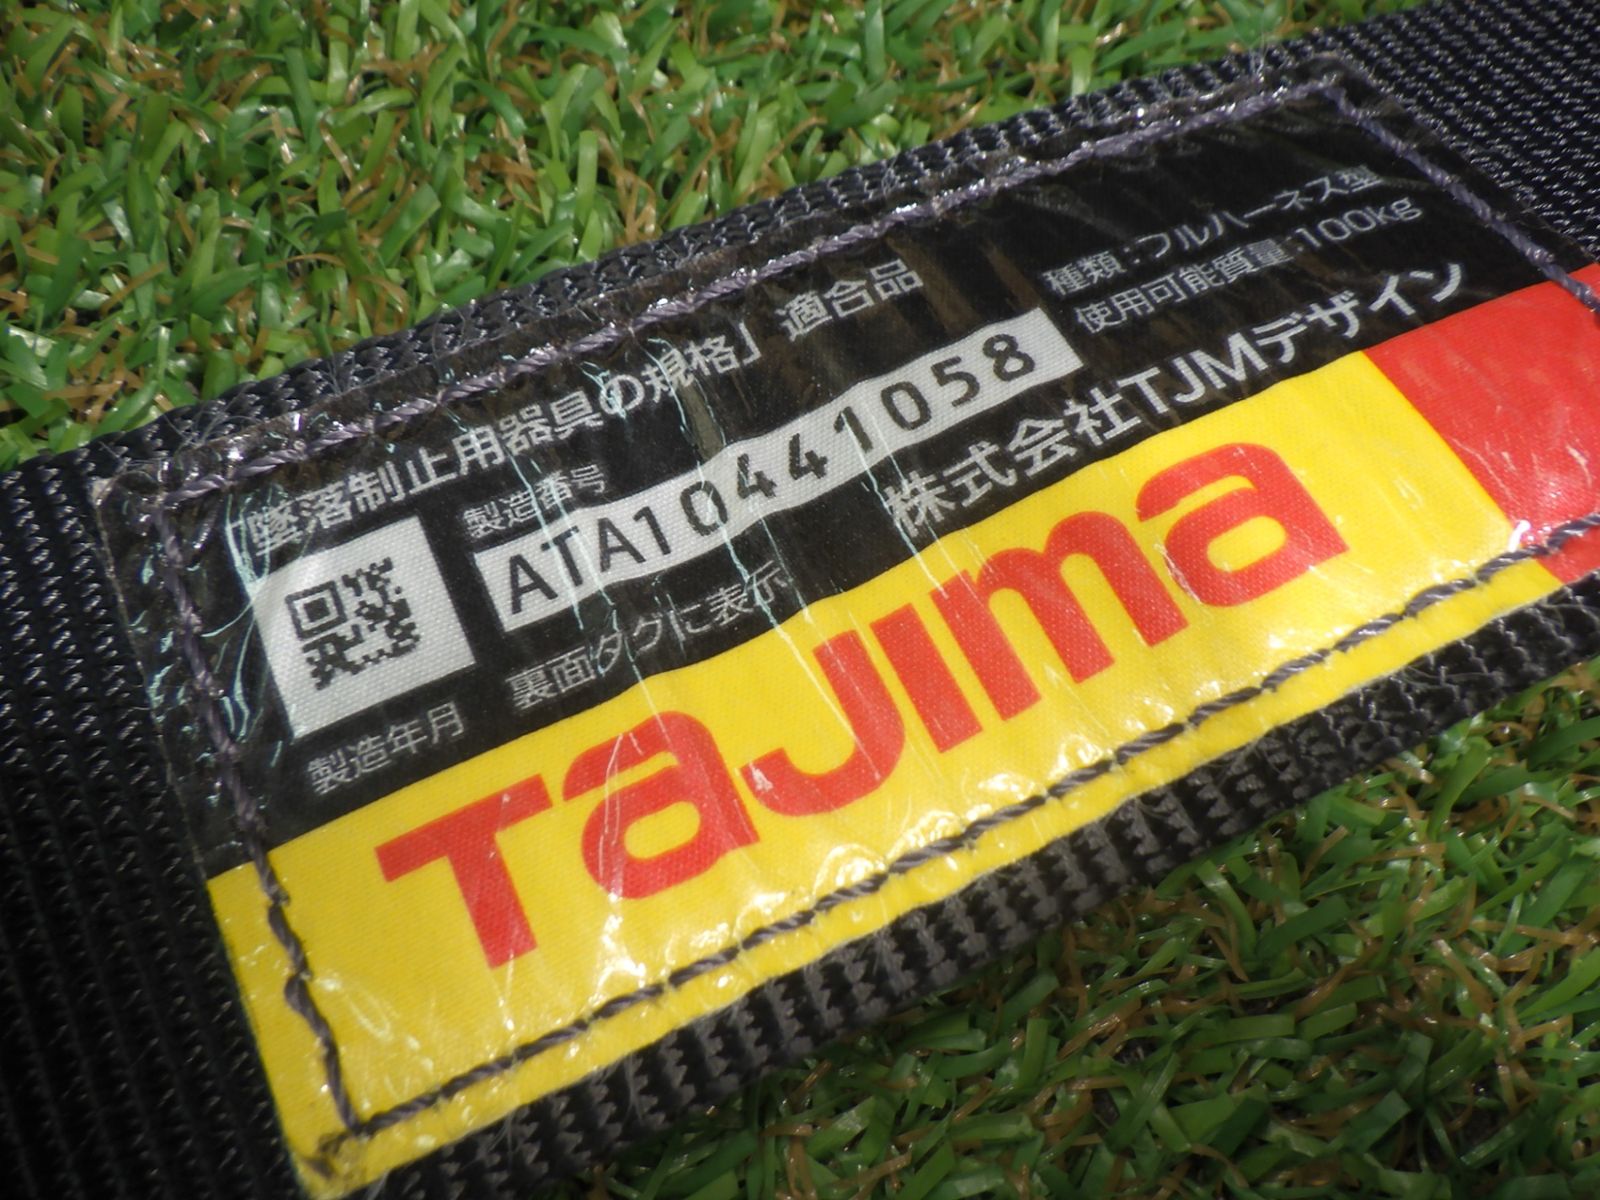 「墜落制止用器具の規格」適合品
種類:フルハーネス型
使用可能質量:100kg
製造番号
ATA10441058
株式会社TJMデザイン
製造年月
裏面タグに表示
TaJIma